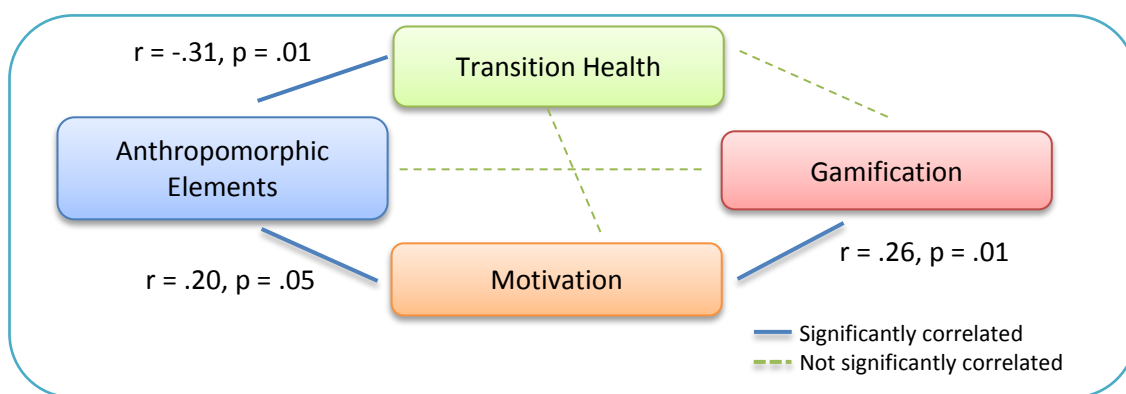 r = -.31, p = .01
Transition Health
Anthropomorphic
Elements
Gamification
r = .20, p = .05
Motivation
r = .26, p = .01
Significantly correlated
Not significantly correlated